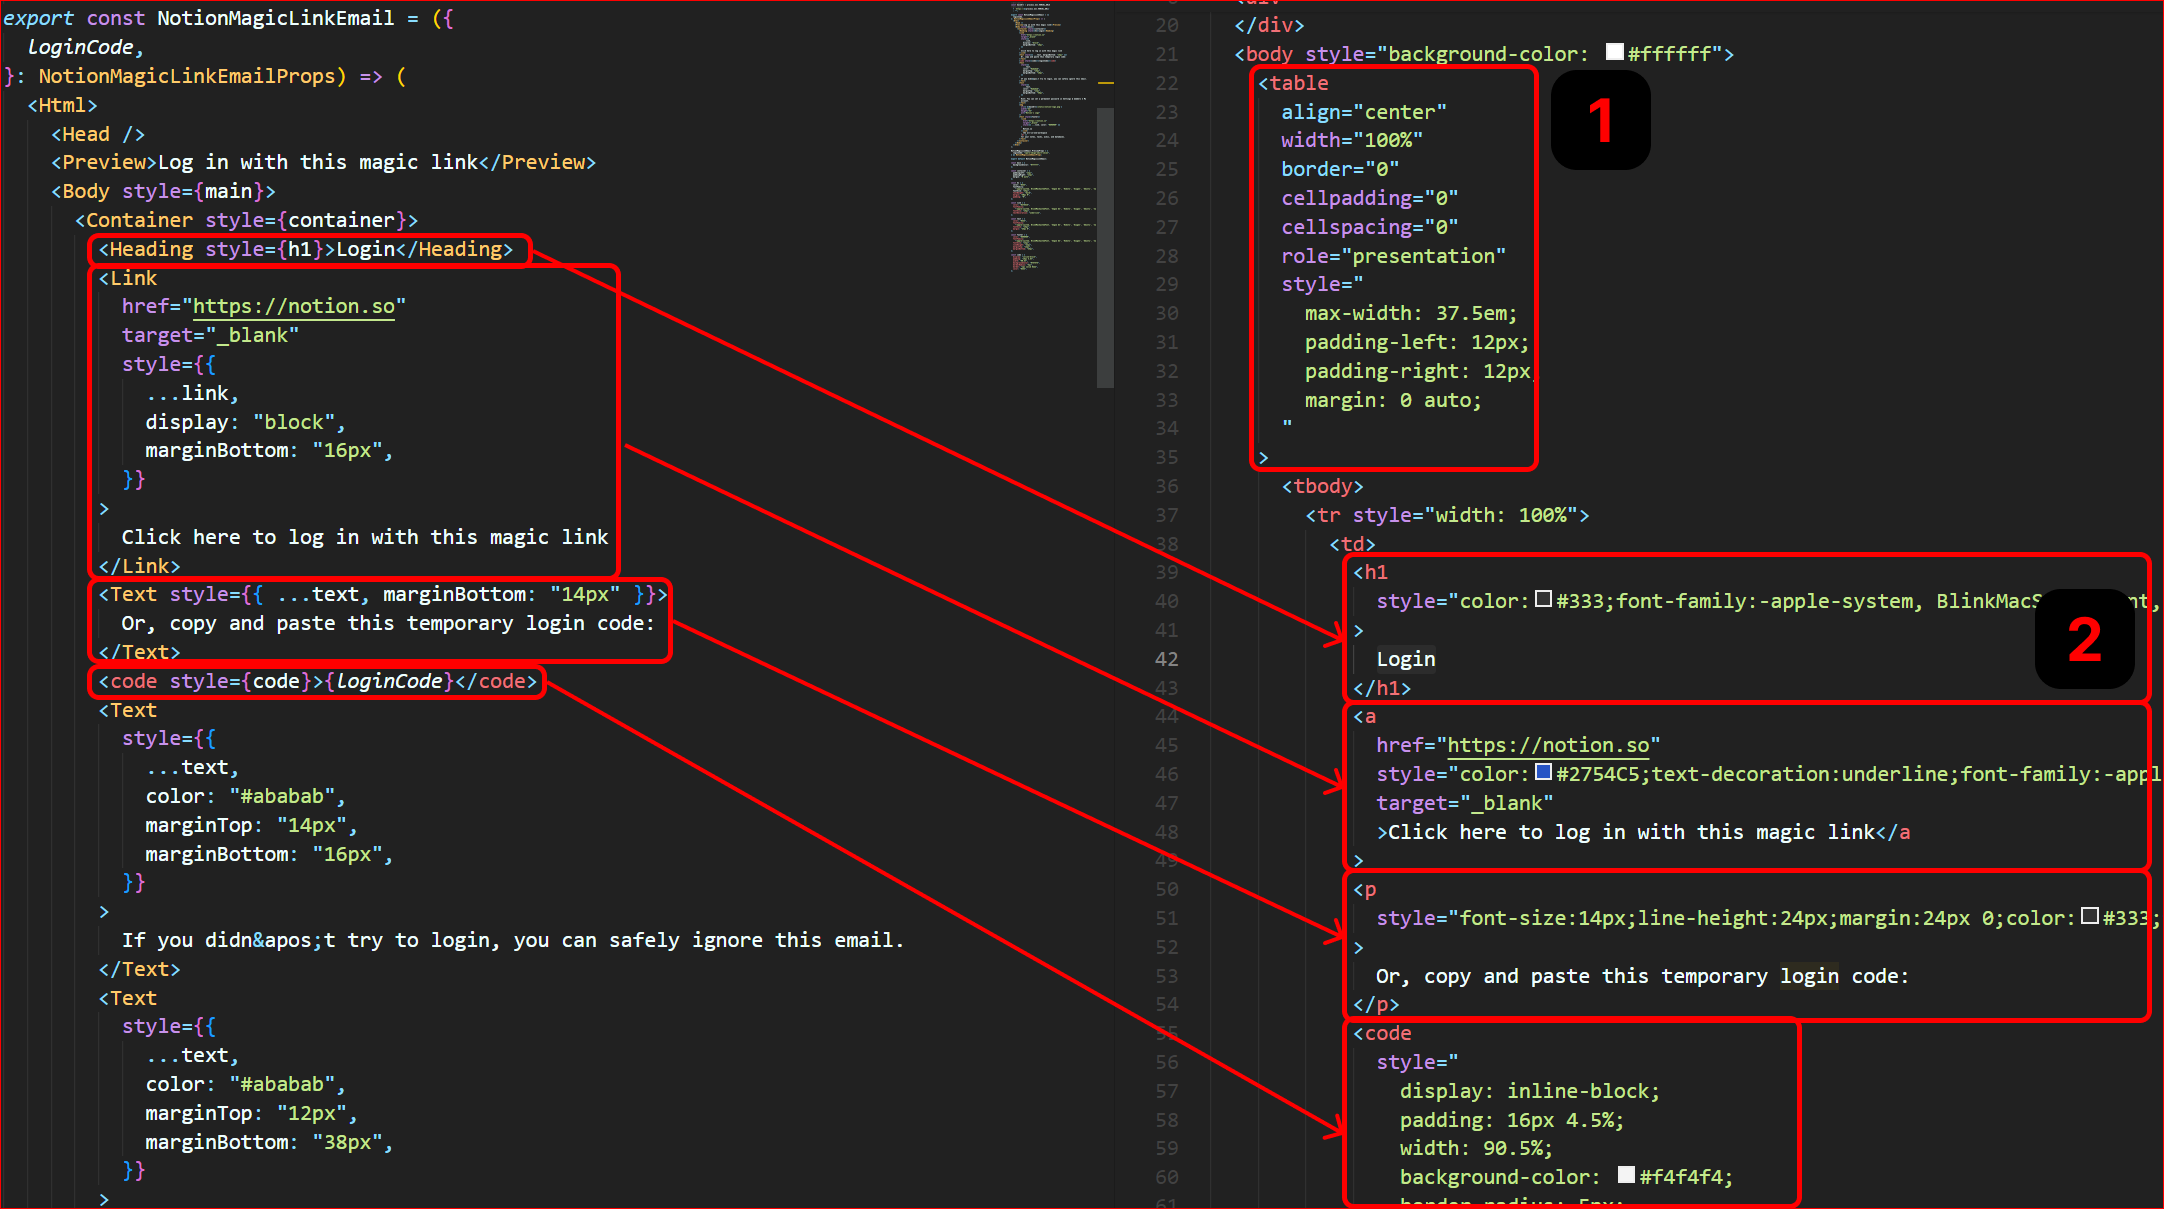 export const NotionMagicLinkEmail = ({
loginCode,
}: NotionMagicLinkEmailProps) => (
<Html>
<Head />
<Preview>Log in with this magic link</Preview>
<Body style={main}>
<Container style={container}>
<Heading style={h1}>Login</Heading>
<Link
href="https://notion.so"
target="_blank"
style={{
...link,
display: "block",
marginBottom: "16px",
}}
>
Click here to log in with this magic link
</Link>
<Text style={{ ...text, marginBottom: "14px" }}>
Or, copy and paste this temporary login code:
</Text>
<code style={code}>{loginCode}</code>
<Text
style={{
...text,
color: "#ababab",
marginTop: "14px",
marginBottom: "16px",
}}
>
If you didn&apos;t try to login, you can safely ignore this email.
</Text>
<Text
style={{
...text,
color: "#ababab",
marginTop: "12px",
marginBottom: "38px",
}}
>
20 </div>
21 <body style="background-color: #ffffff">
22 <table
23 align="center"
24 width="100%"
25 border="0"
26 cellpadding="0"
27 cellspacing="0"
28 role="presentation"
29 style="
30 max-width: 37.5em;
31 padding-left: 12px;
32 padding-right: 12px;
33 margin: 0 auto;
34 "
35 >
1
36 <tbody>
37 <tr style="width: 100%">
38 <td>
39 <h1
40 style="color: #333;font-family:-apple-system,
41 >
42 Login
43 </h1>
2
44 <a
45 href="https://notion.so"
46 style="color: #2754C5;text-decoration:underline;font-family:-appl
47 target="_blank"
48 >Click here to log in with this magic link</a
49 >
50 <p
51 style="font-size:14px;line-height:24px;margin:24px 0;color: #333;
52 >
53 Or, copy and paste this temporary login code:
54 </p>
55 <code
56 style="
57 display: inline-block;
58 padding: 16px 4.5%;
59 width: 90.5%;
60 background-color: #f4f4f4;
61 border-radius: 5px;